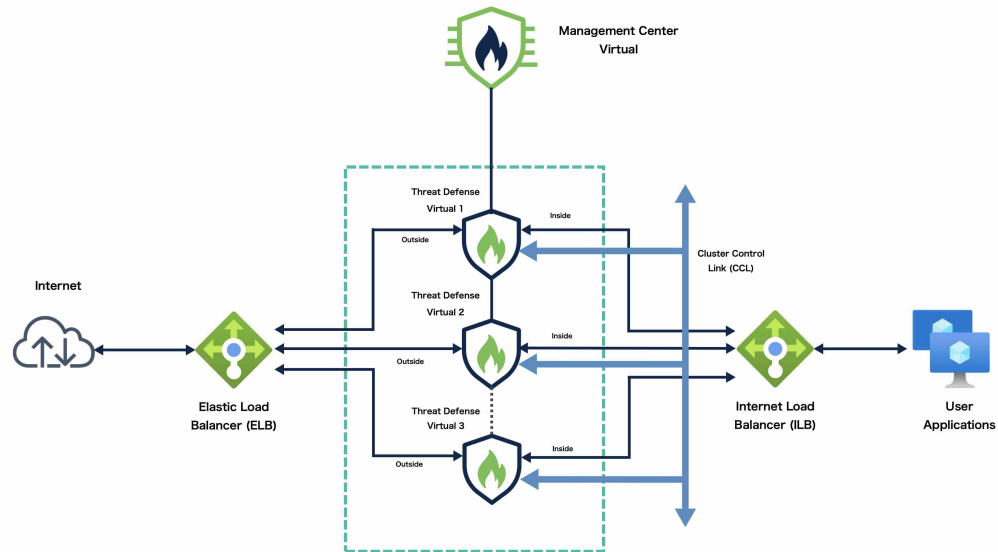 Management Center
Virtual
Threat Defense
Virtual 1
Inside
Outside
Cluster Control
Link (CCL)
Internet
Threat Defense
Virtual 2
Inside
Outside
Elastic Load
Balancer (ELB)
Internet Load
Balancer (ILB)
User
Applications
Threat Defense
Virtual 3
Inside
Outside